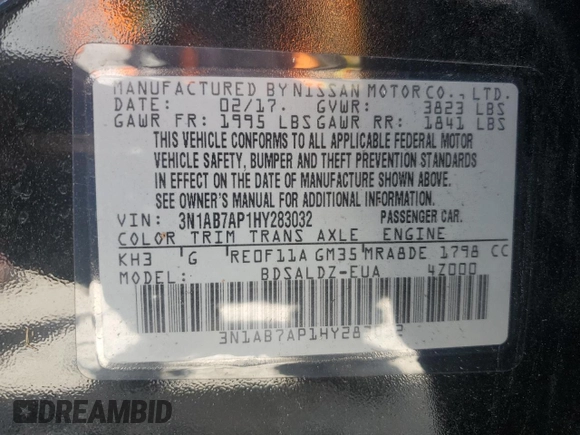 MANUFACTURED BY NISSAN MOTOR CO., LTD.
DATE: 02/17. GVWR: 3823 LBS
GAWR FR: 1995 LBS GAWR RR: 1841 LBS
THIS VEHICLE CONFORMS TO ALL APPLICABLE FEDERAL MOTOR
VEHICLE SAFETY, BUMPER AND THEFT PREVENTION STANDARDS
IN EFFECT ON THE DATE OF MANUFACTURE SHOWN ABOVE.
SEE OWNER'S MANUAL FOR ADDITIONAL INFORMATION.
VIN: 3N1AB7AP1HY283032 PASSENGER CAR.
COLOR TRIM TRANS AXLE ENGINE
KH3 G RE0F11A GM35 MRA8DE 1798 CC
MODEL: BDSALDZ-EUA 4Z000
DREAMBID